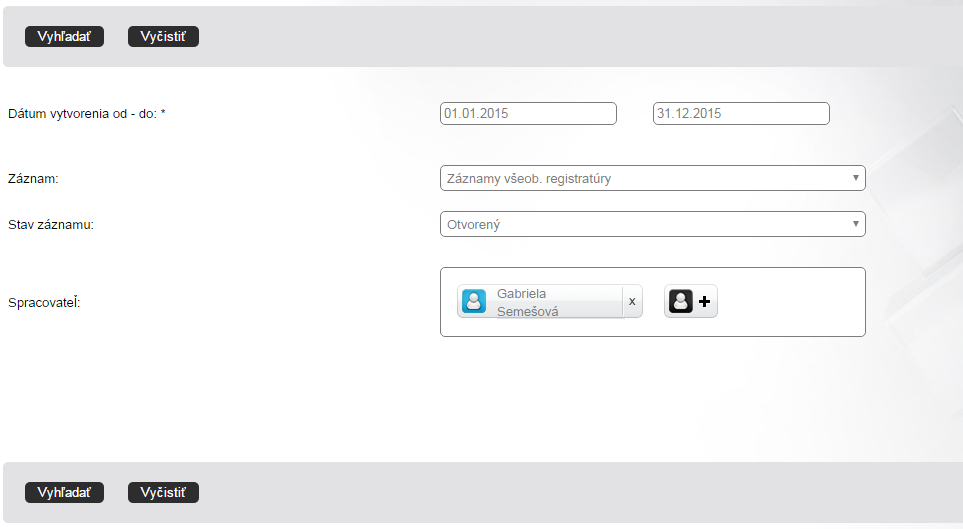 Vyhľadať Vyčistiť
Dátum vytvorenia od - do: * 01.01.2015 31.12.2015
Záznam: Záznamy všeob. registratúry
Stav záznamu: Otvorený
Spracovateľ: Gabriela
Semešová x +
Vyhľadať Vyčistiť